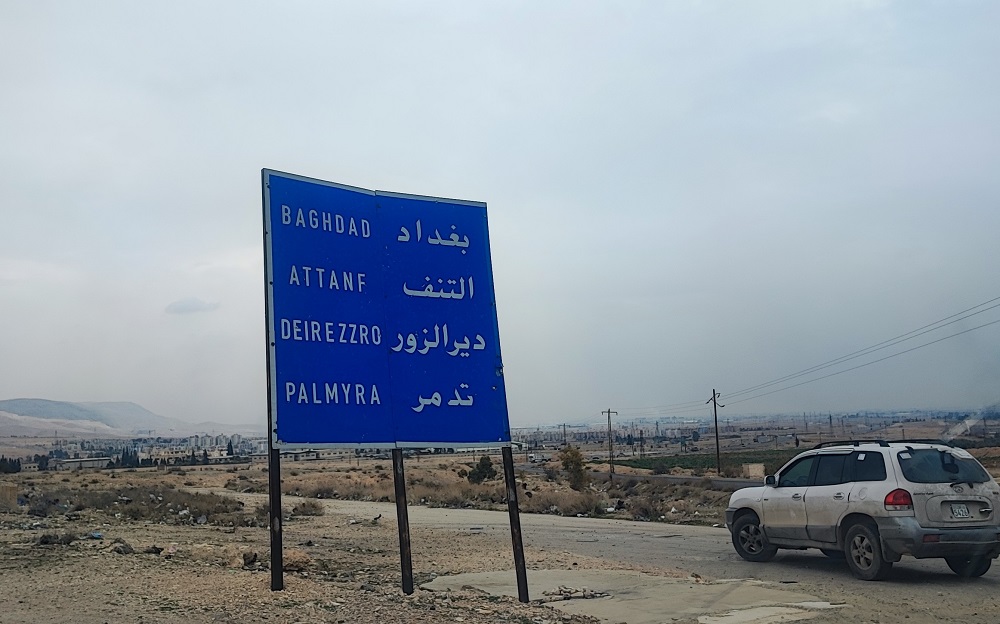 BAGHDAD بغداد
ATTANF التنف
DEIREZZRO ديرالزور
PALMYRA تدمر